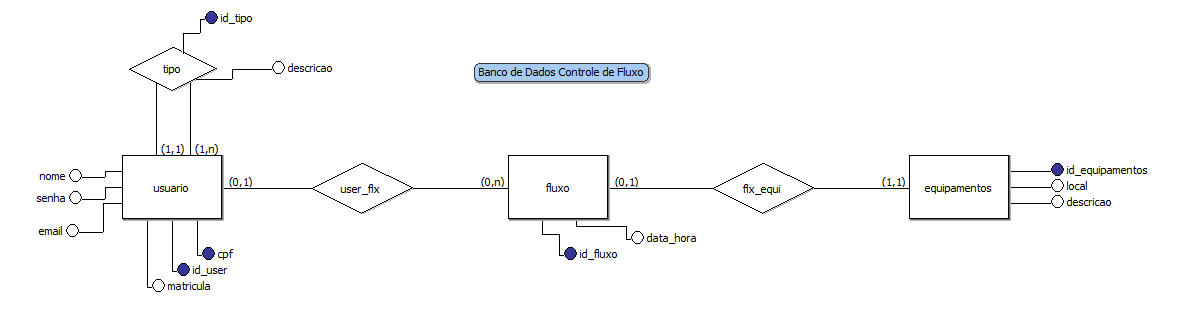 id_tipo
tipo
descricao
Banco de Dados Controle de Fluxo
(1,1) (1,n)
nome
senha
email
usuario
(0,1)
user_flx
(0,n)
fluxo
(0,1)
flx_equi
(1,1)
equipamentos
id_equipamentos
local
descricao
cpf
id_user
matricula
data_hora
id_fluxo